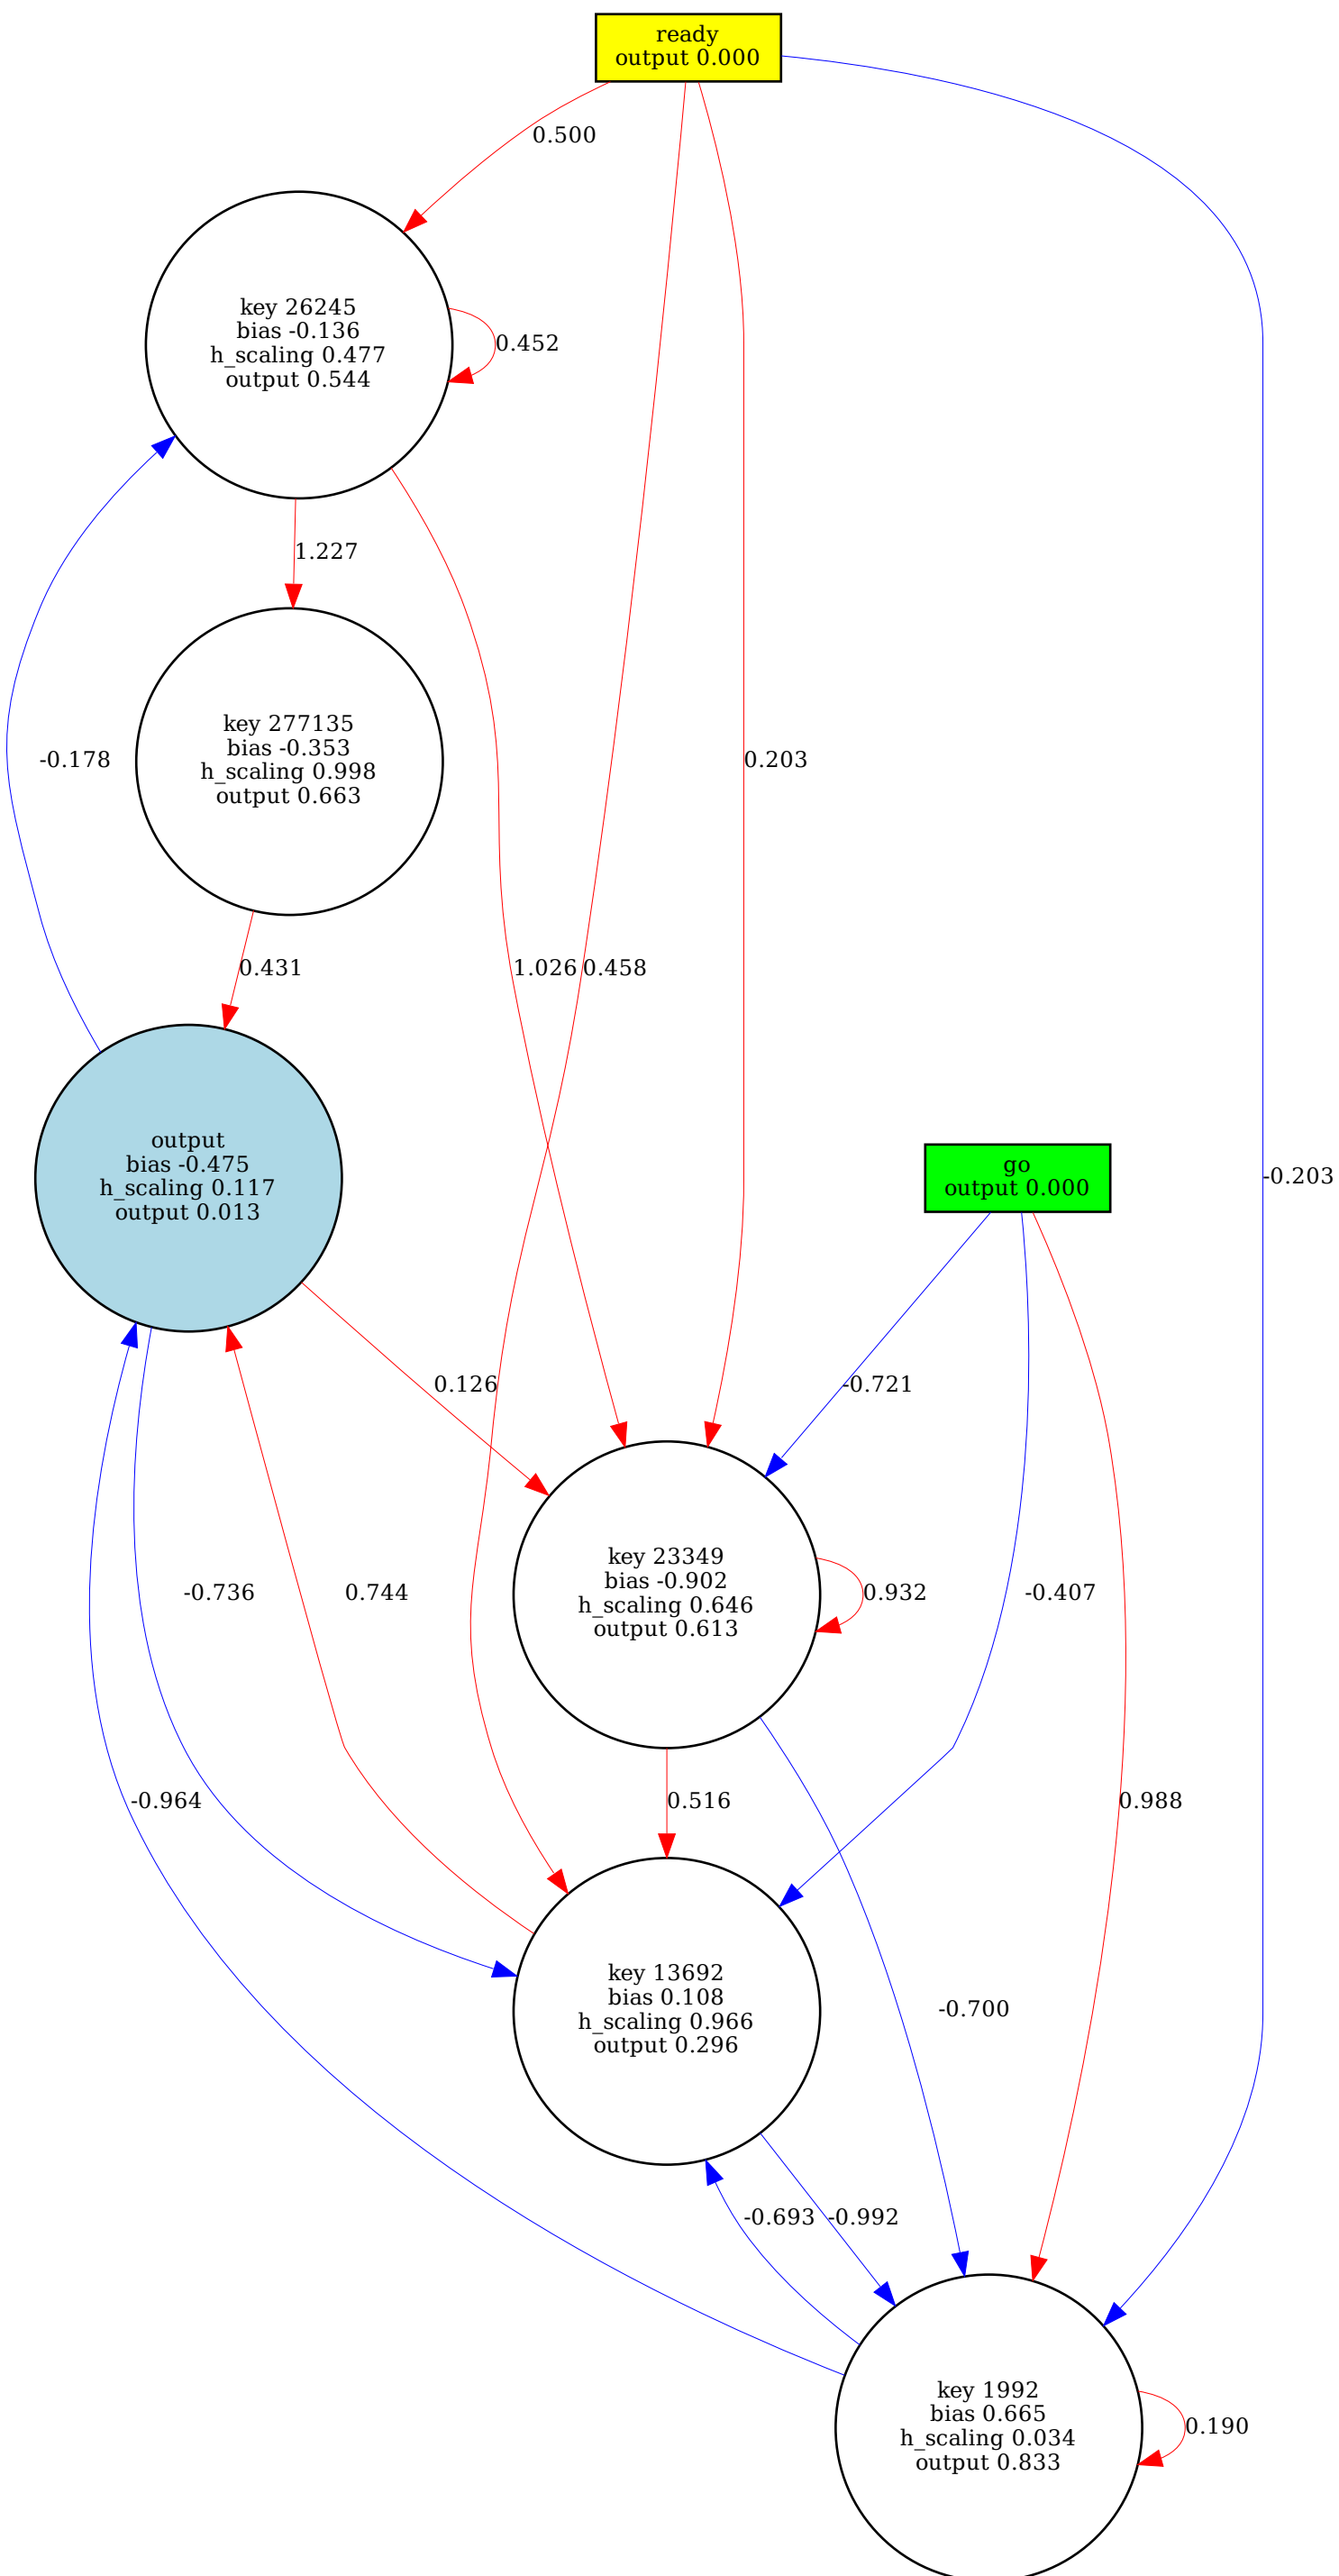 ready
output 0.000
0.500
key 26245
bias -0.136
h_scaling 0.477
output 0.544
0.452
1.227
key 277135
bias -0.353
h_scaling 0.998
output 0.663
-0.178
0.203
0.431
1.026
0.458
output
bias -0.475
h_scaling 0.117
output 0.013
go
output 0.000
-0.203
0.126
-0.721
key 23349
bias -0.902
h_scaling 0.646
output 0.613
0.932
-0.736
0.744
-0.407
-0.964
0.516
0.988
key 13692
bias 0.108
h_scaling 0.966
output 0.296
-0.700
-0.693
-0.992
key 1992
bias 0.665
h_scaling 0.034
output 0.833
0.190